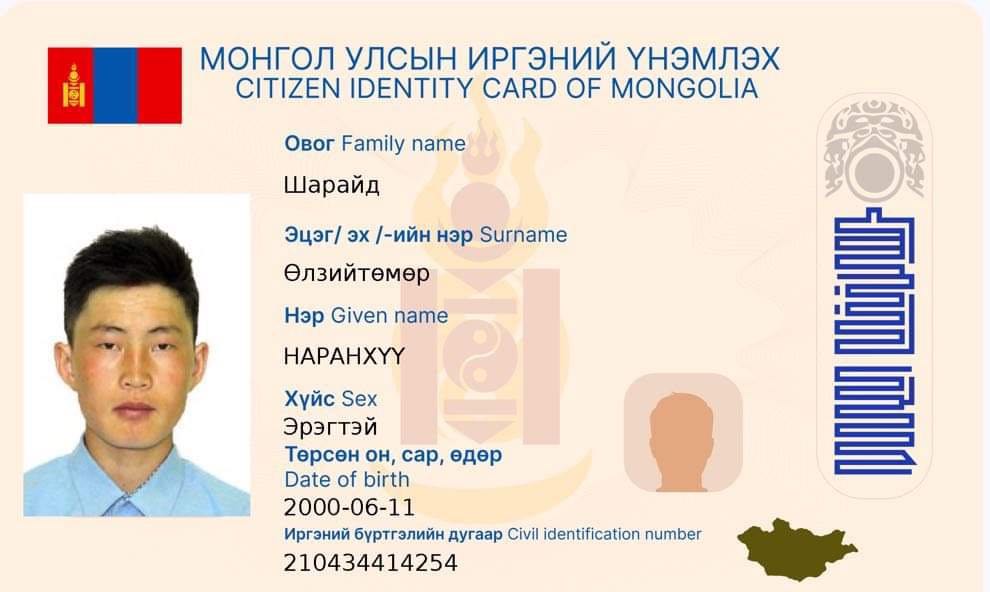 МОНГОЛ УЛСЫН ИРГЭНИЙ ҮНЭМЛЭХ
CITIZEN IDENTITY CARD OF MONGOLIA
Овог Family name
Шарайд
Эцэг/ эх /-ийн нэр Surname
Өлзийтөмөр
Нэр Given name
НАРАНХҮҮ
Хүйс Sex
Эрэгтэй
Төрсөн он, сар, өдөр
Date of birth
2000-06-11
Иргэний бүртгэлийн дугаар Civil identification number
210434414254